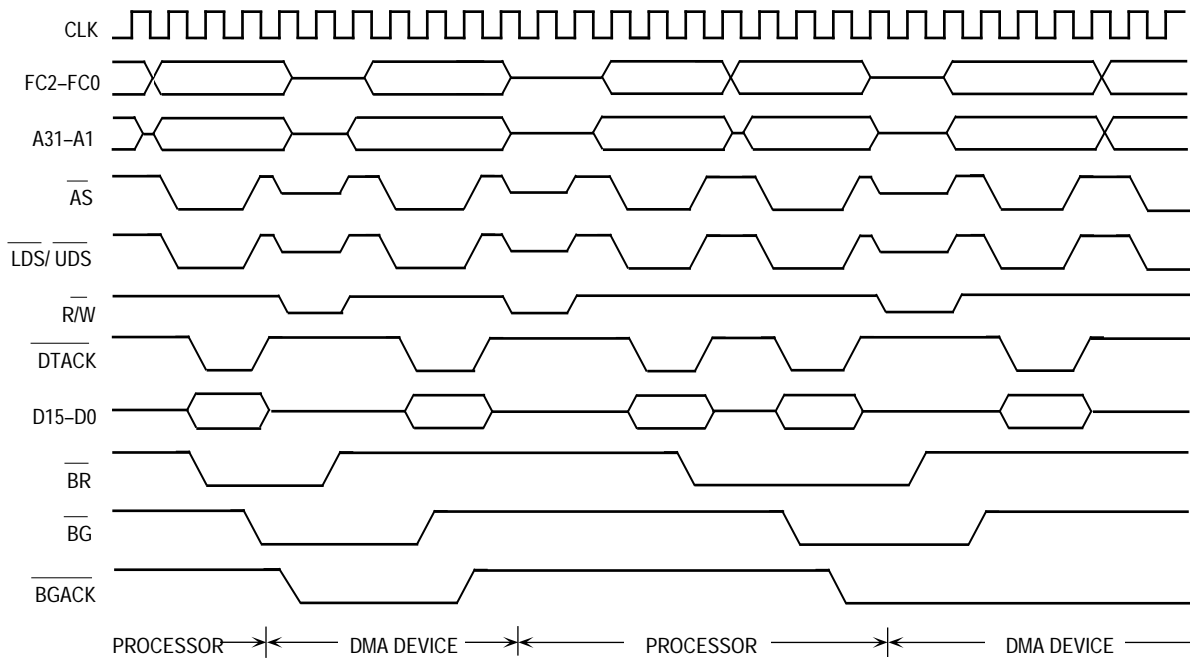 CLK
FC2–FC0
A31–A1
AS
LDS/ UDS
R/W
DTACK
D15–D0
BR
BG
BGACK
PROCESSOR DMA DEVICE PROCESSOR DMA DEVICE